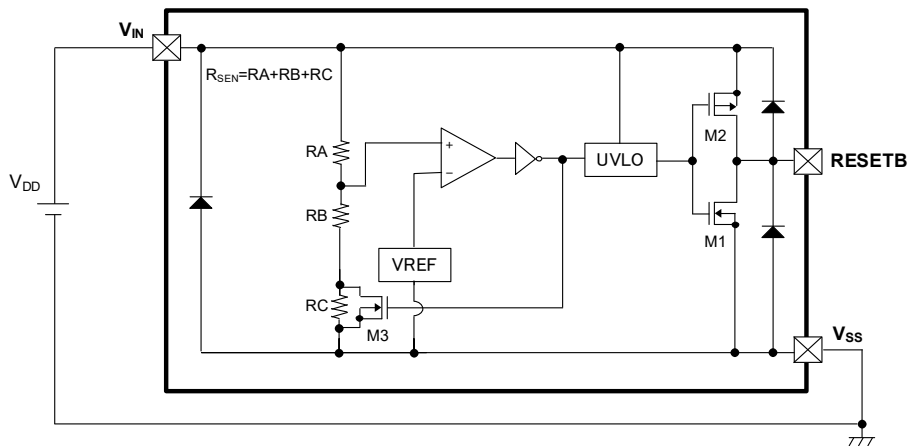 V_IN
R_SEN=RA+RB+RC
M2
RA
+
−
UVLO
RESETB
V_DD
RB
M1
VREF
RC
M3
V_SS